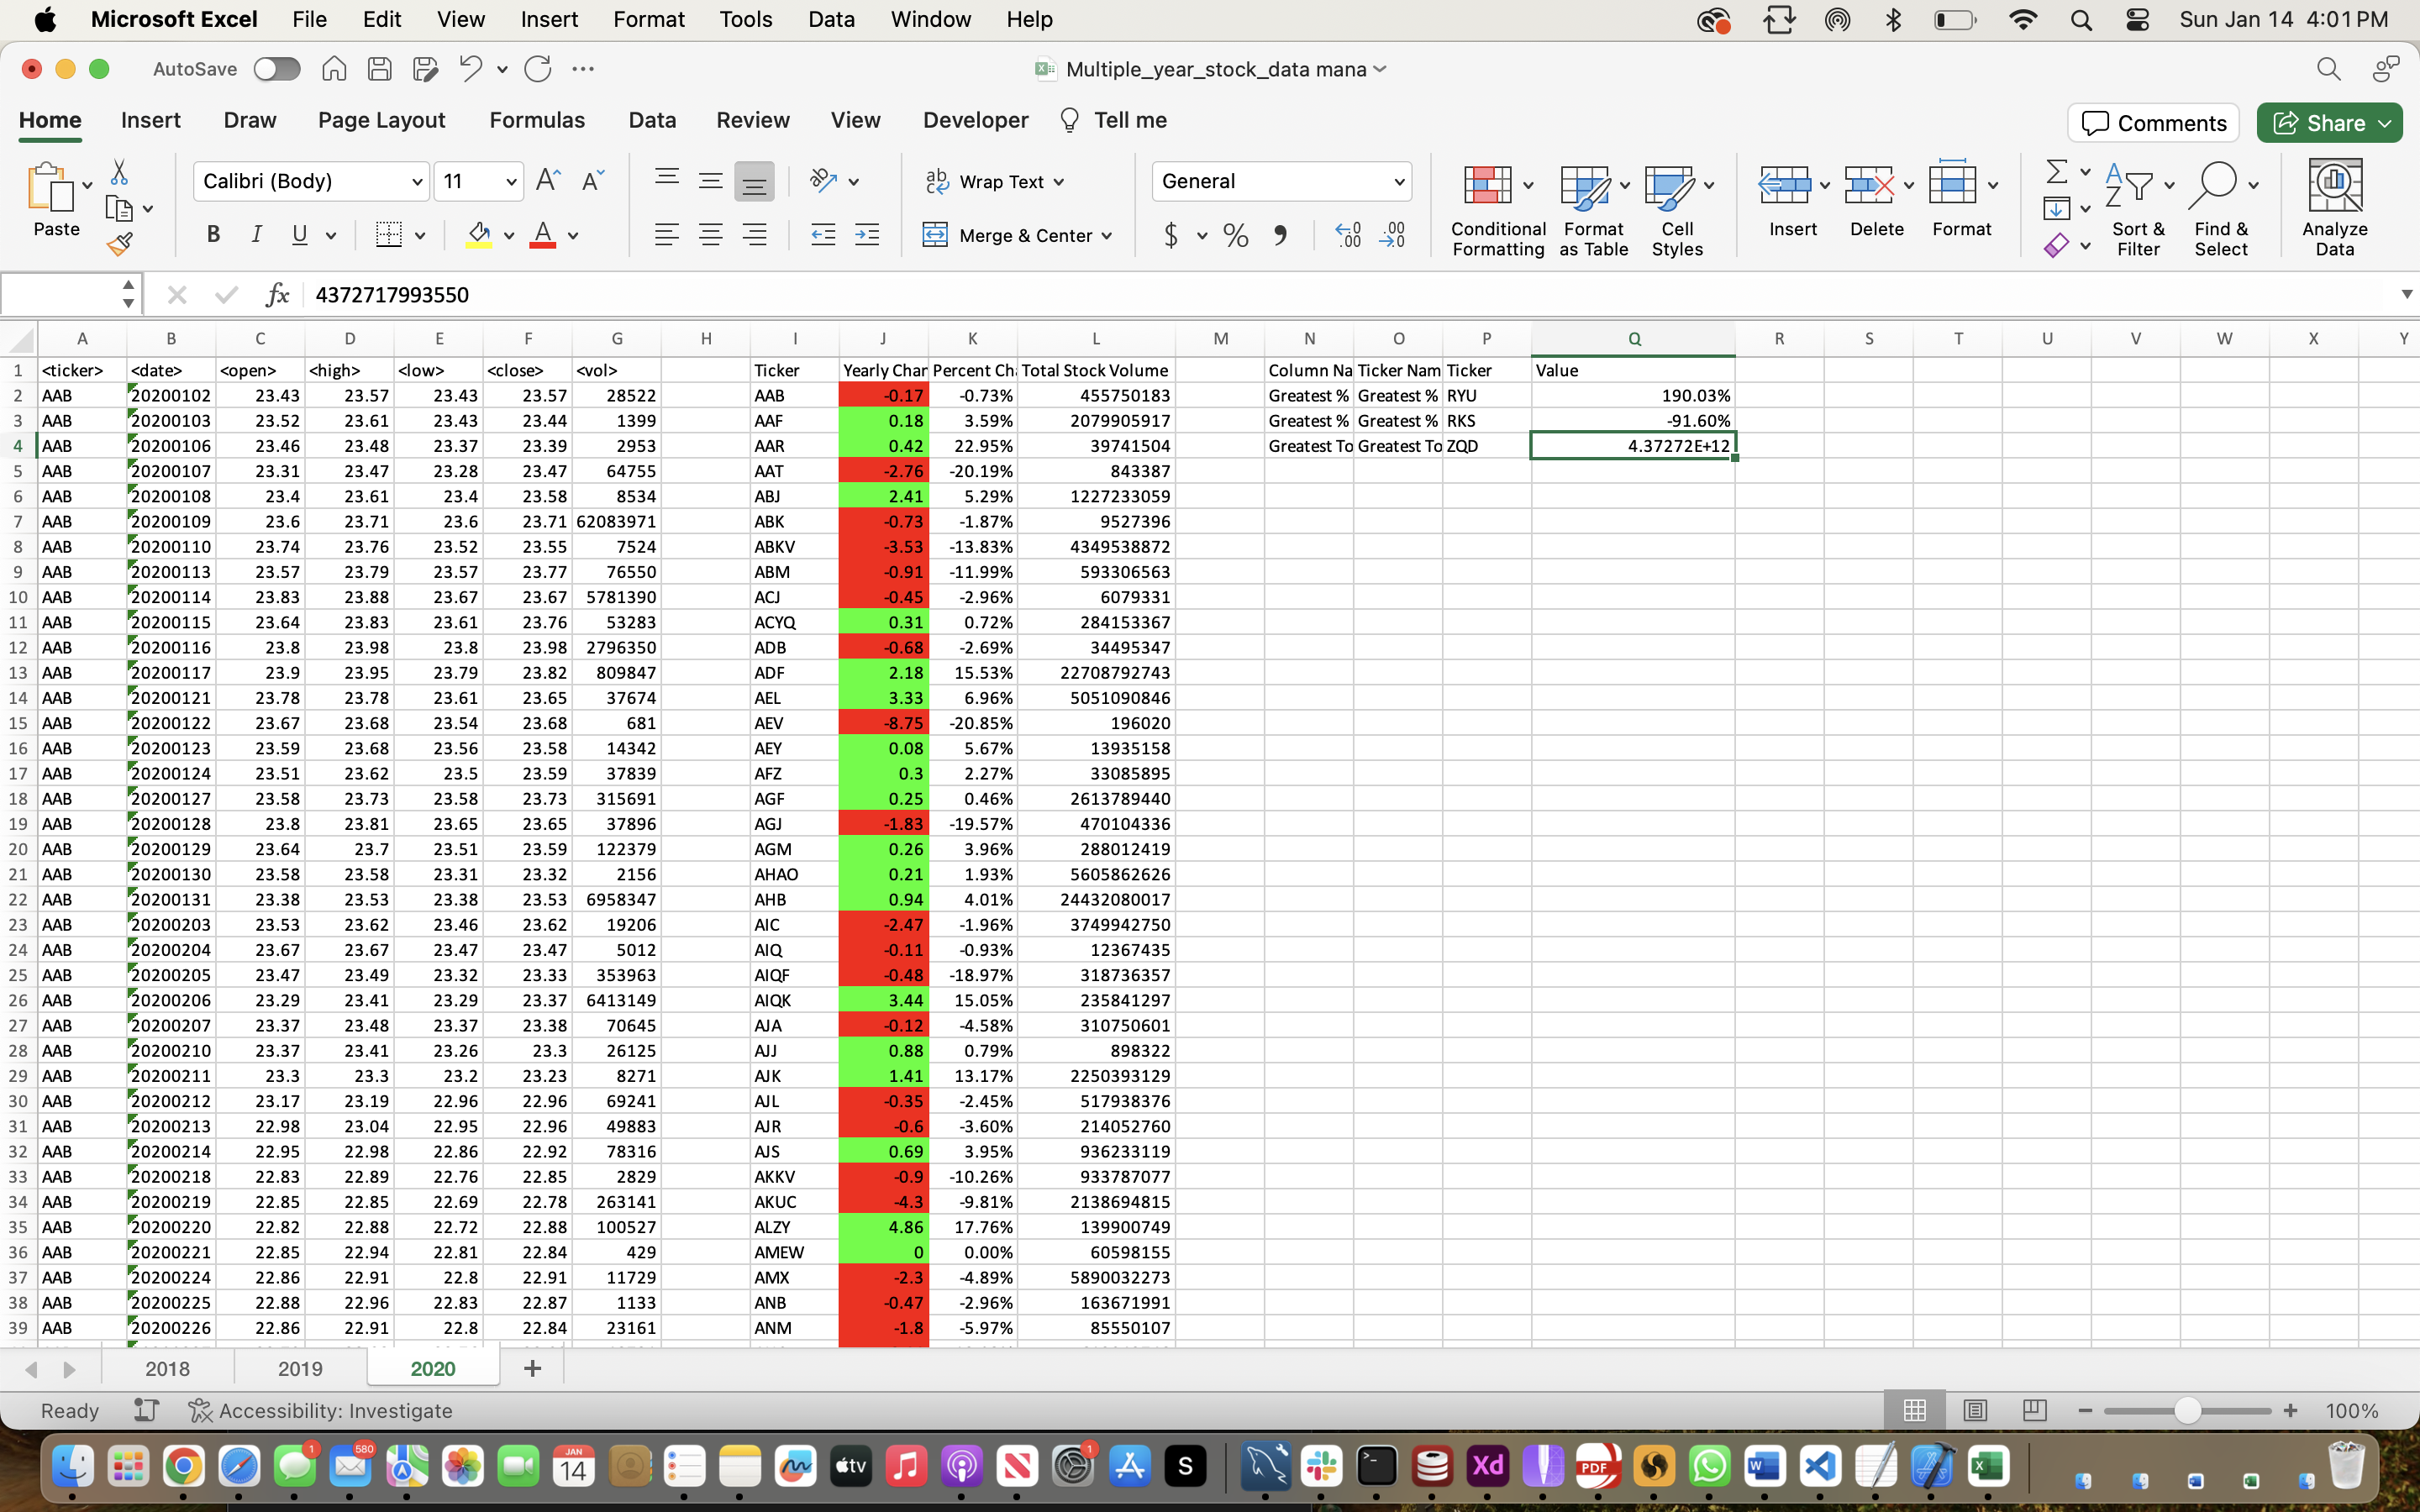 Microsoft Excel File Edit View Insert Format Tools Data Window Help Sun Jan 14 4:01 PM
AutoSave Multiple_year_stock_data mana
Home Insert Draw Page Layout Formulas Data Review View Developer Tell me Comments Share
Paste Calibri (Body) 11 Wrap Text General Conditional Formatting Format as Table Cell Styles Insert Delete Format Sort & Filter Find & Select Analyze Data
B I U A Merge & Center $ % 
fx 4372717993550
A B C D E F G H I J K L M N O P Q R S T U V W X Y
1 <ticker> <date> <open> <high> <low> <close> <vol> Ticker Yearly Char Percent Ch Total Stock Volume Column Na Ticker Nam Ticker Value
2 AAB 20200102 23.43 23.57 23.43 23.57 28522 AAB -0.17 -0.73% 455750183 Greatest % Greatest % RYU 190.03%
3 AAB 20200103 23.52 23.61 23.43 23.44 1399 AAF 0.18 3.59% 2079905917 Greatest % Greatest % RKS -91.60%
4 AAB 20200106 23.46 23.48 23.37 23.39 2953 AAR 0.42 22.95% 39741504 Greatest To Greatest To ZQD 4.37272E+12
5 AAB 20200107 23.31 23.47 23.28 23.47 64755 AAT -2.76 -20.19% 843387
6 AAB 20200108 23.4 23.61 23.4 23.58 8534 ABJ 2.41 5.29% 1227233059
7 AAB 20200109 23.6 23.71 23.6 23.71 62083971 ABK -0.73 -1.87% 9527396
8 AAB 20200110 23.74 23.76 23.52 23.55 7524 ABKV -3.53 -13.83% 4349538872
9 AAB 20200113 23.57 23.79 23.57 23.77 76550 ABM -0.91 -11.99% 593306563
10 AAB 20200114 23.83 23.88 23.67 23.67 5781390 ACJ -0.45 -2.96% 6079331
11 AAB 20200115 23.64 23.83 23.61 23.76 53283 ACYQ 0.31 0.72% 284153367
12 AAB 20200116 23.8 23.98 23.8 23.98 2796350 ADB -0.68 -2.69% 34495347
13 AAB 20200117 23.9 23.95 23.79 23.82 809847 ADF 2.18 15.53% 22708792743
14 AAB 20200121 23.78 23.78 23.61 23.65 37674 AEL 3.33 6.96% 5051090846
15 AAB 20200122 23.67 23.68 23.54 23.68 681 AEV -8.75 -20.85% 196020
16 AAB 20200123 23.59 23.68 23.56 23.58 14342 AEY 0.08 5.67% 13935158
17 AAB 20200124 23.51 23.62 23.5 23.59 37839 AFZ 0.3 2.27% 33085895
18 AAB 20200127 23.58 23.73 23.58 23.73 315691 AGF 0.25 0.46% 2613789440
19 AAB 20200128 23.8 23.81 23.65 23.65 37896 AGJ -1.83 -19.57% 470104336
20 AAB 20200129 23.64 23.7 23.51 23.59 122379 AGM 0.26 3.96% 288012419
21 AAB 20200130 23.58 23.58 23.31 23.32 2156 AHAO 0.21 1.93% 5605862626
22 AAB 20200131 23.38 23.53 23.38 23.53 6958347 AHB 0.94 4.01% 24432080017
23 AAB 20200203 23.53 23.62 23.46 23.62 19206 AIC -2.47 -1.96% 3749942750
24 AAB 20200204 23.67 23.67 23.47 23.47 5012 AIQ -0.11 -0.93% 12367435
25 AAB 20200205 23.47 23.49 23.32 23.33 353963 AIQF -0.48 -18.97% 318736357
26 AAB 20200206 23.29 23.41 23.29 23.37 6413149 AIQK 3.44 15.05% 235841297
27 AAB 20200207 23.37 23.48 23.37 23.38 70645 AJA -0.12 -4.58% 310750601
28 AAB 20200210 23.37 23.41 23.26 23.3 26125 AJJ 0.88 0.79% 898322
29 AAB 20200211 23.3 23.3 23.2 23.23 8271 AJK 1.41 13.17% 2250393129
30 AAB 20200212 23.17 23.19 22.96 22.96 69241 AJL -0.35 -2.45% 517938376
31 AAB 20200213 22.98 23.04 22.95 22.96 49883 AJR -0.6 -3.60% 214052760
32 AAB 20200214 22.95 22.98 22.86 22.92 78316 AJS 0.69 3.95% 936233119
33 AAB 20200218 22.83 22.89 22.76 22.85 2829 AKKV -0.9 -10.26% 933787077
34 AAB 20200219 22.85 22.85 22.69 22.78 263141 AKUC -4.3 -9.81% 2138694815
35 AAB 20200220 22.82 22.88 22.72 22.88 100527 ALZY 4.86 17.76% 139900749
36 AAB 20200221 22.85 22.94 22.81 22.84 429 AMEW 0 0.00% 60598155
37 AAB 20200224 22.86 22.91 22.8 22.91 11729 AMX -2.3 -4.89% 5890032273
38 AAB 20200225 22.88 22.96 22.83 22.87 1133 ANB -0.47 -2.96% 163671991
39 AAB 20200226 22.86 22.91 22.8 22.84 23161 ANM -1.8 -5.97% 85550107
2018 2019 2020 +
Ready Accessibility: Investigate 100%
1 580 JAN 14 tv 1 S Xd PDF W X